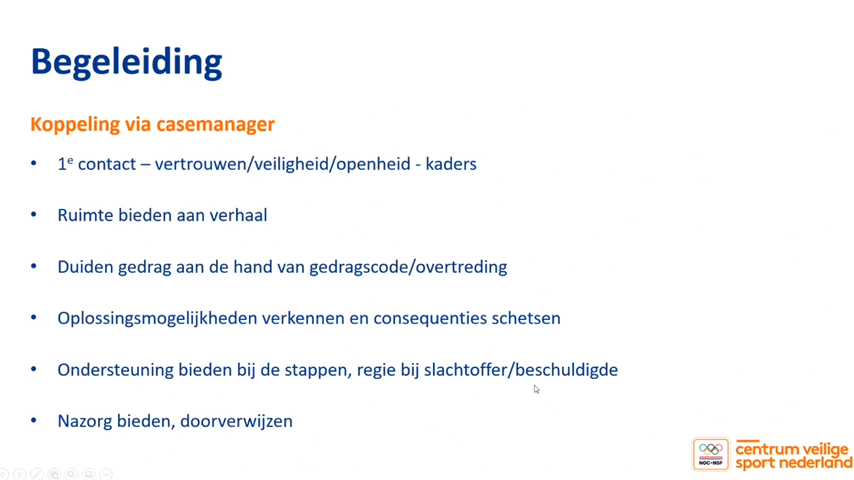 Begeleiding
Koppeling via casemanager
• 1e contact – vertrouwen/veiligheid/openheid - kaders
• Ruimte bieden aan verhaal
• Duiden gedrag aan de hand van gedragscode/overtreding
• Oplossingsmogelijkheden verkennen en consequenties schetsen
• Ondersteuning bieden bij de stappen, regie bij slachtoffer/beschuldigde
• Nazorg bieden, doorverwijzen
NOC*NSF
centrum veilige
sport nederland